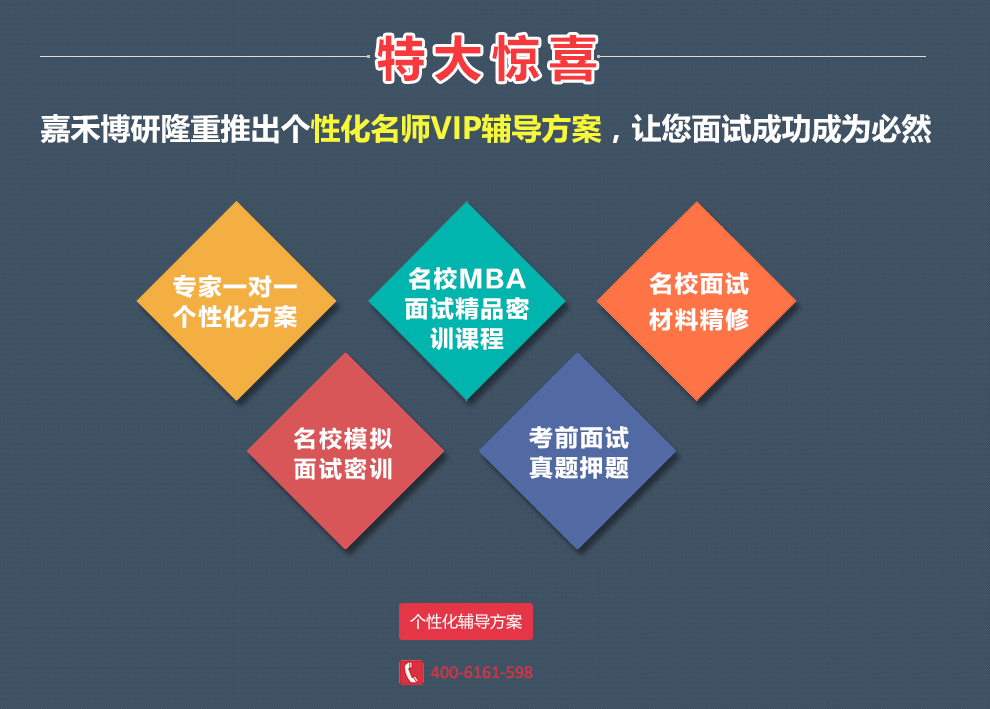 特大惊喜
嘉禾博研隆重推出个性化名师VIP辅导方案，让您面试成功成为必然
专家一对一
个性化方案
名校MBA
面试精品密
训课程
名校面试
材料精修
名校模拟
面试密训
考前面试
真题押题
个性化辅导方案
400-6161-598